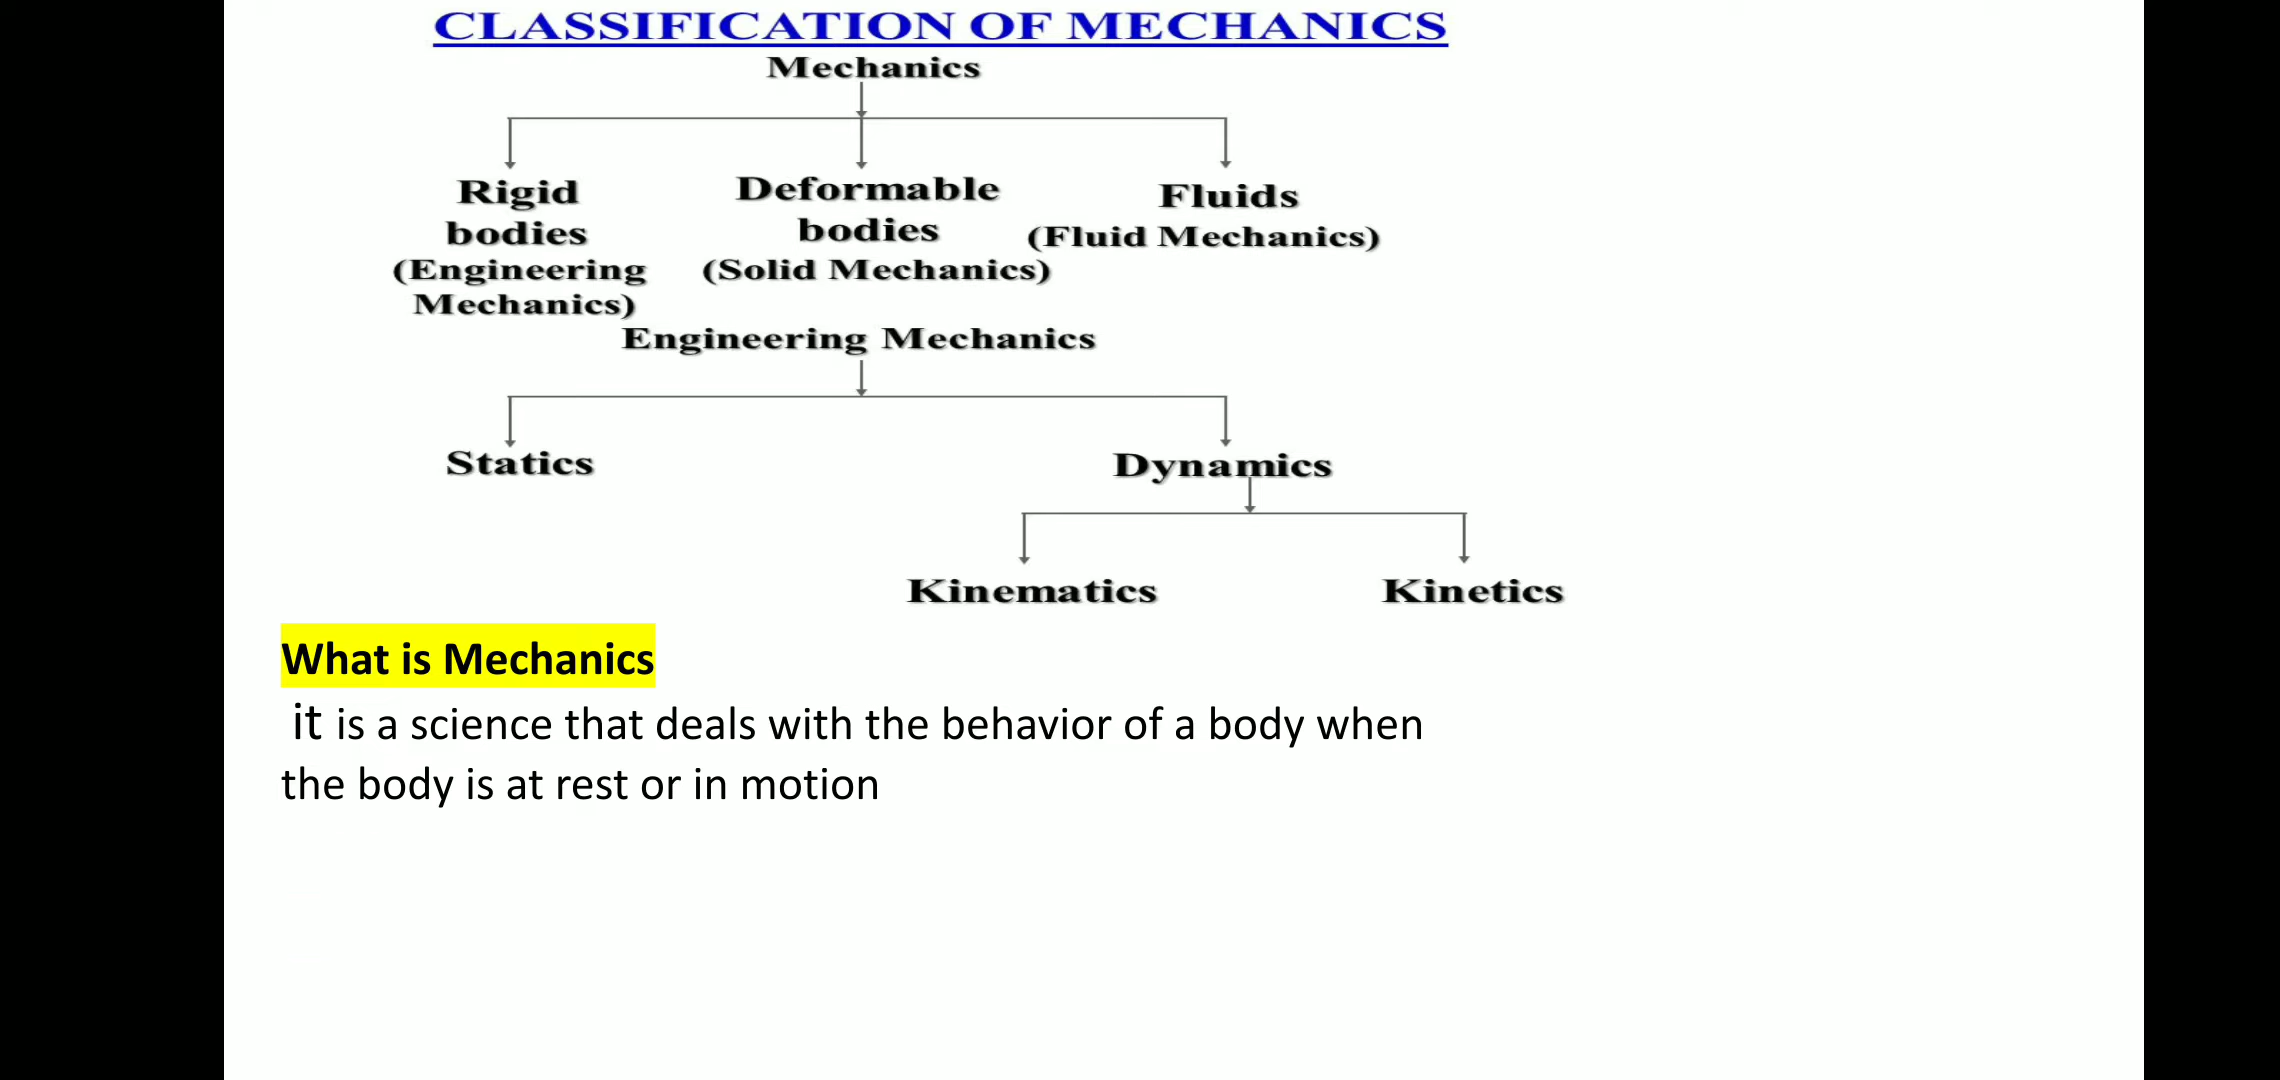 CLASSIFICATION OF MECHANICS
Mechanics
Rigid
bodies
(Engineering
Mechanics)
Deformable
bodies
(Solid Mechanics)
Fluids
(Fluid Mechanics)
Engineering Mechanics
Statics
Dynamics
Kinematics
Kinetics
What is Mechanics
it is a science that deals with the behavior of a body when
the body is at rest or in motion